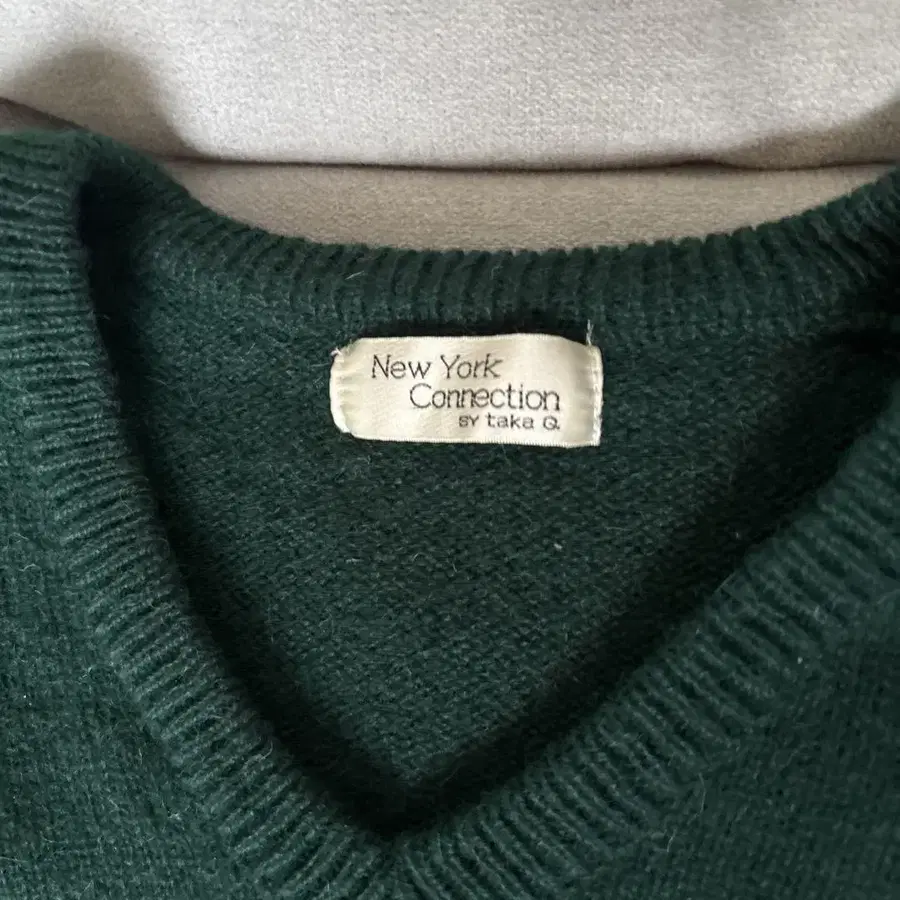 New York
Connection
BY taka Q.